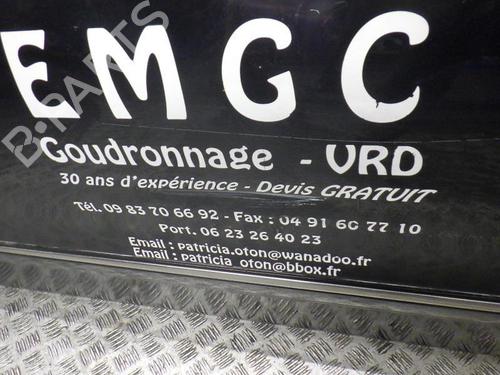 EMGC
Goudronnage - VRD
30 ans d'expérience - Devis GRATUIT
Tél. 09 83 70 66 92 - Fax : 04 91 60 77 10
Port. 06 23 26 40 23
Email : patricia.oton@wanadoo.fr
Email : patricia_oton@bbox.fr
B-PARTS